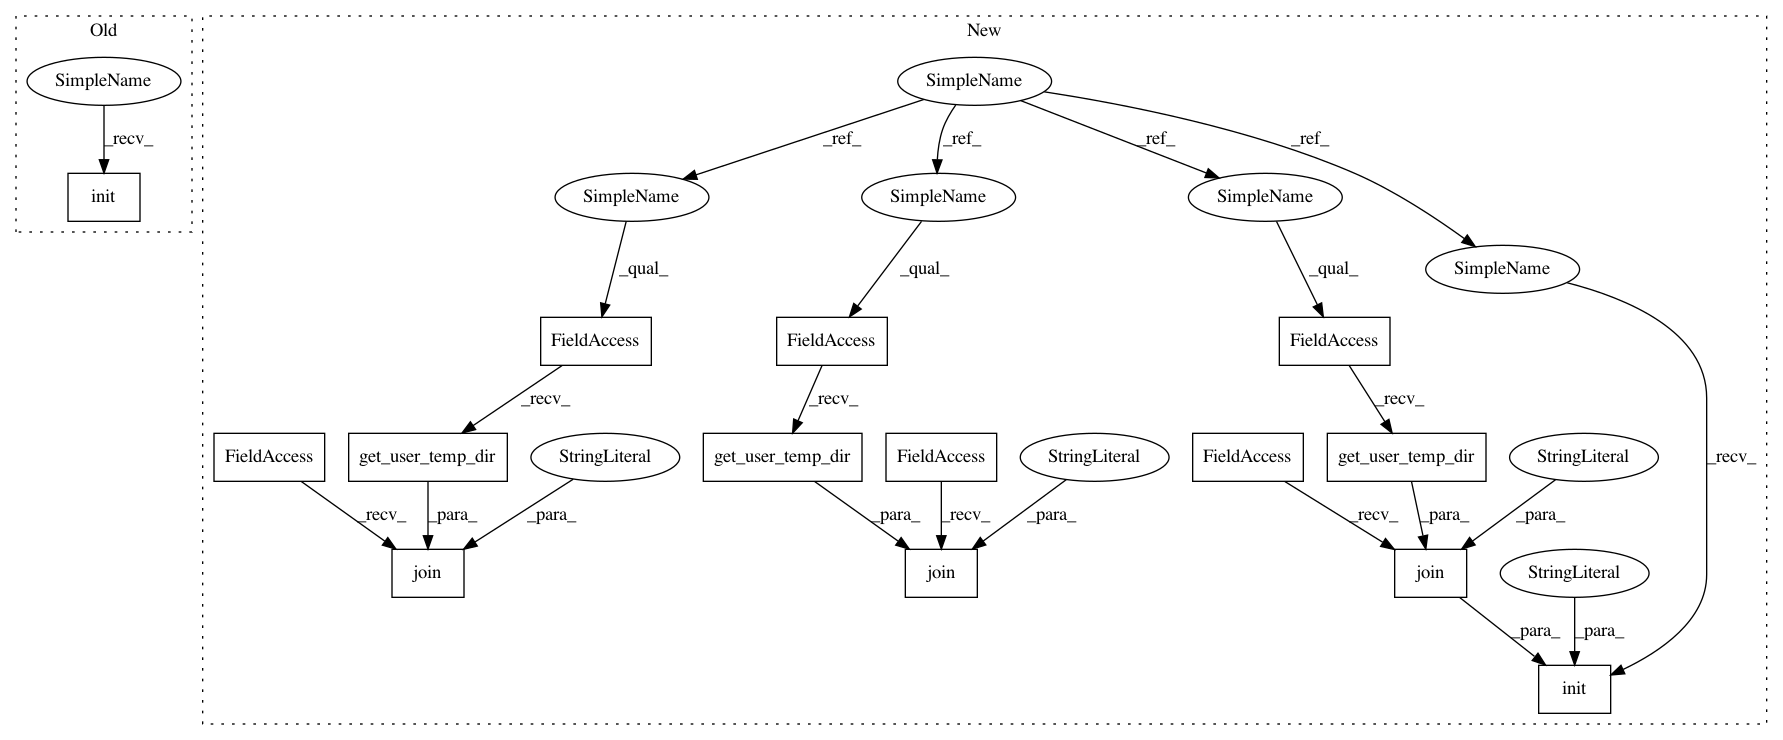 Old
New
SimpleName
SimpleName
_recv_
_ref_
_ref_
_ref_
_ref_
init
SimpleName
SimpleName
SimpleName
SimpleName
_qual_
_qual_
_qual_
FieldAccess
FieldAccess
FieldAccess
_recv_
_recv_
_recv_
FieldAccess
get_user_temp_dir
StringLiteral
get_user_temp_dir
FieldAccess
StringLiteral
FieldAccess
get_user_temp_dir
StringLiteral
_recv_
_recv_
_para_
_para_
_para_
_recv_
_para_
_recv_
_para_
_para_
join
join
join
StringLiteral
_para_
_para_
init